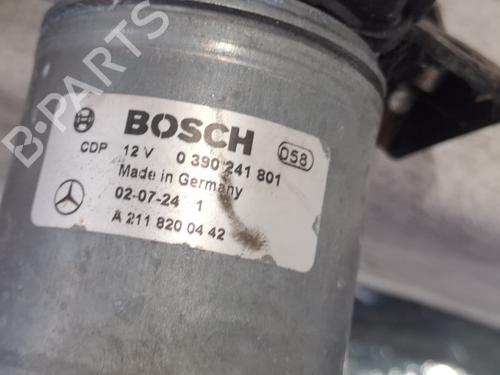 BOSCH
058
CDP 12 V 0 390 241 801
Made in Germany
02-07-24 1
A 211 820 04 42
B-PARTS